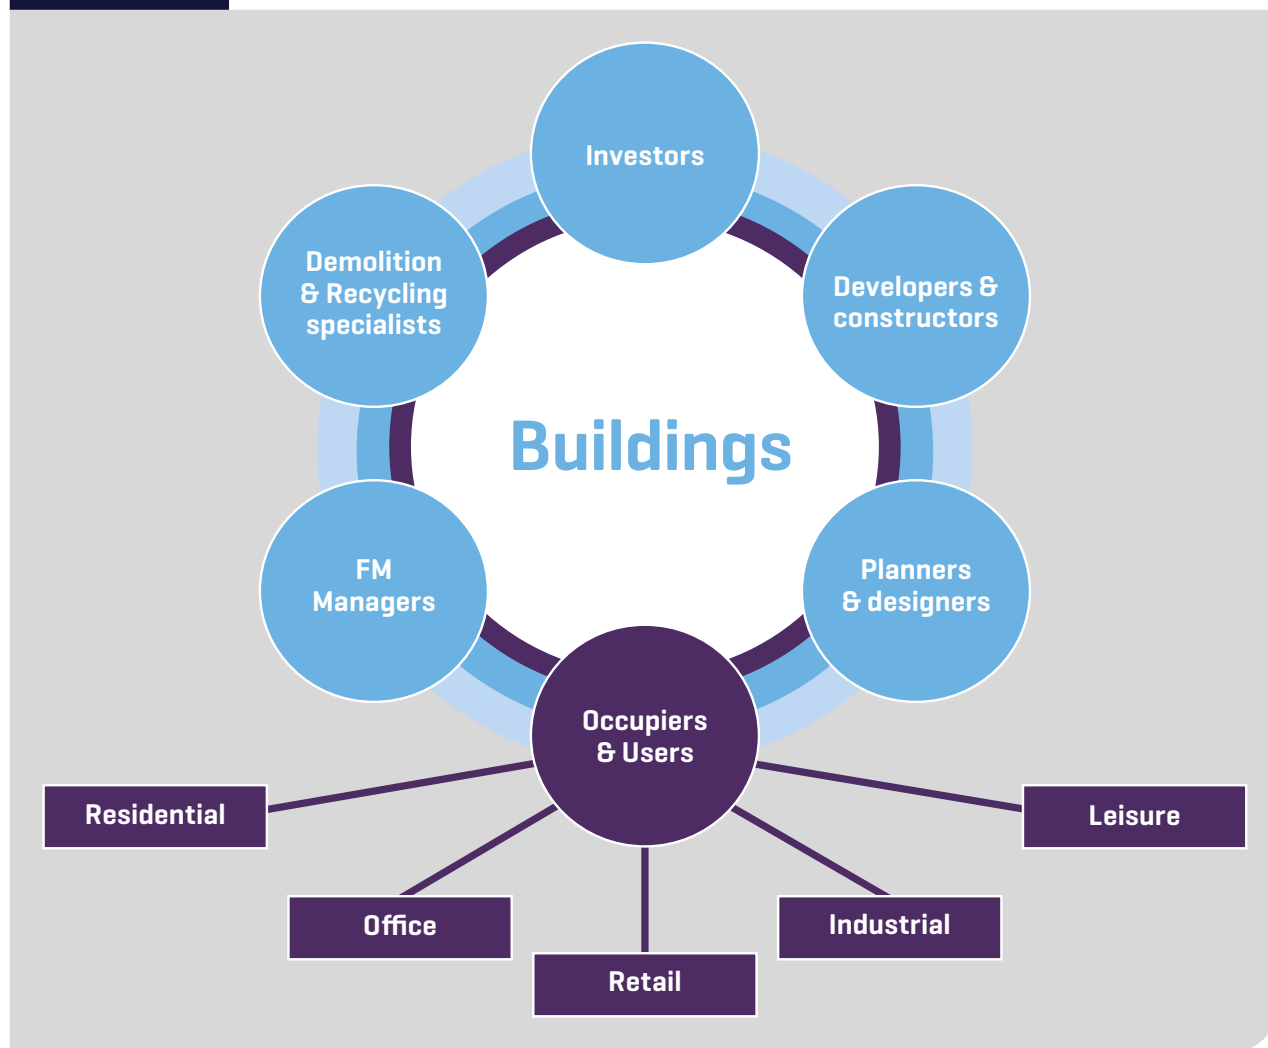 Investors
Demolition
& Recycling
specialists
Developers &
constructors
Buildings
FM
Managers
Planners
& designers
Occupiers
& Users
Residential
Leisure
Office
Industrial
Retail